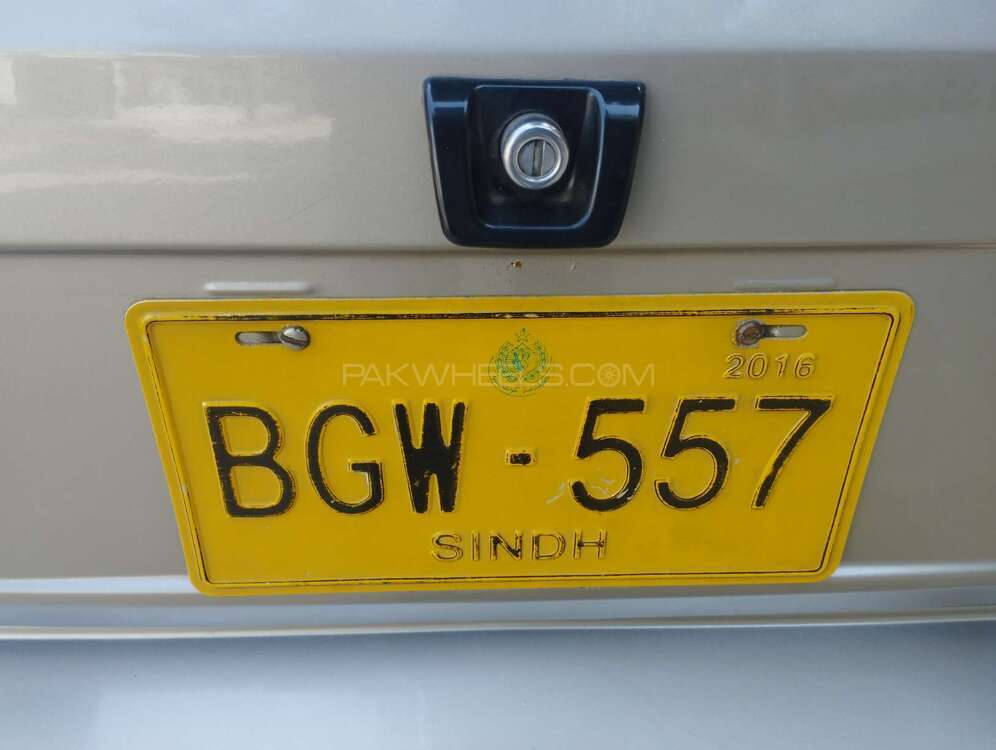 2016
PAKWHEELS.COM
BGW - 557
SINDH